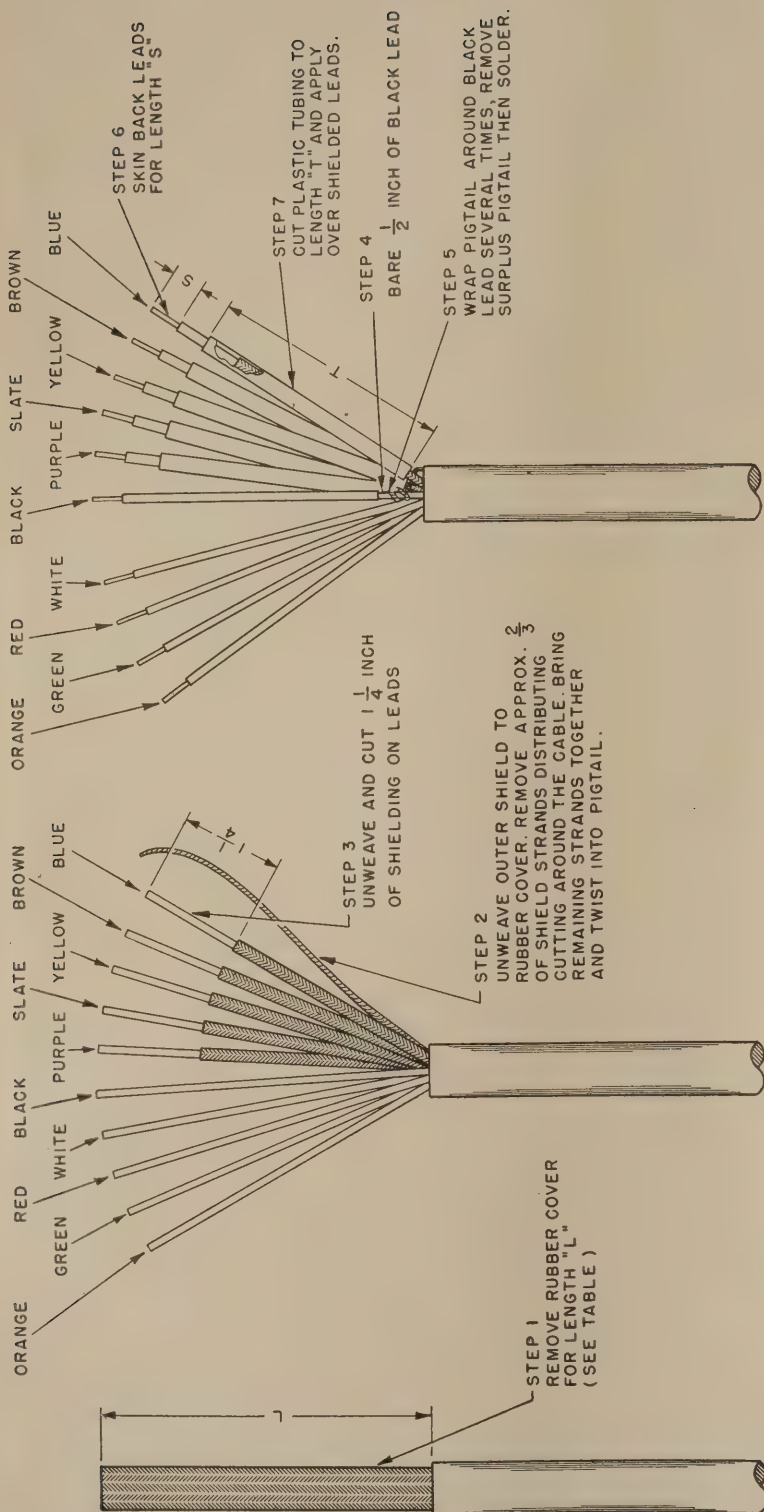 L
STEP 1
REMOVE RUBBER COVER
FOR LENGTH "L"
(SEE TABLE)
ORANGE
GREEN
RED
WHITE
BLACK
PURPLE
SLATE
YELLOW
BROWN
BLUE
1 1/4
STEP 3
UNWEAVE AND CUT 1 1/4 INCH
OF SHIELDING ON LEADS
STEP 2
UNWEAVE OUTER SHIELD TO
RUBBER COVER. REMOVE APPROX. 2/3
OF SHIELD STRANDS DISTRIBUTING
CUTTING AROUND THE CABLE. BRING
REMAINING STRANDS TOGETHER
AND TWIST INTO PIGTAIL.
ORANGE
GREEN
RED
WHITE
BLACK
PURPLE
SLATE
YELLOW
BROWN
BLUE
S
T
STEP 6
SKIN BACK LEADS
FOR LENGTH "S"
STEP 7
CUT PLASTIC TUBING TO
LENGTH "T" AND APPLY
OVER SHIELDED LEADS.
STEP 4
BARE 1/2 INCH OF BLACK LEAD
STEP 5
WRAP PIGTAIL AROUND BLACK
LEAD SEVERAL TIMES, REMOVE
SURPLUS PIGTAIL THEN SOLDER.